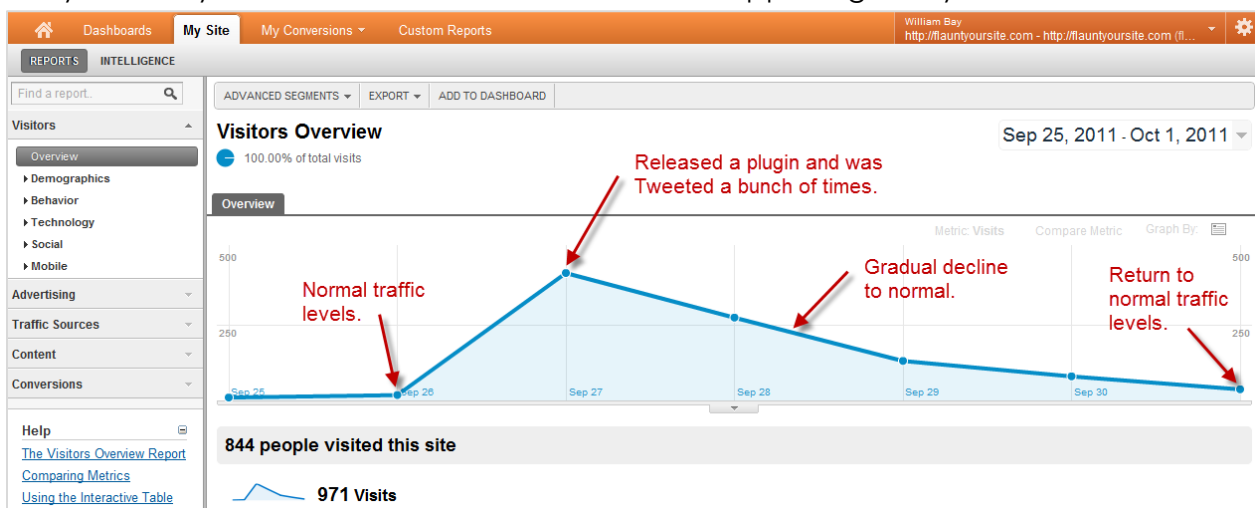 Dashboards My Site My Conversions Custom Reports
William Bay
http://flauntyoursite.com - http://flauntyoursite.com (fl...
REPORTS INTELLIGENCE
Find a report..
ADVANCED SEGMENTS EXPORT ADD TO DASHBOARD
Visitors
Overview
Demographics
Behavior
Technology
Social
Mobile
Advertising
Traffic Sources
Content
Conversions
Help
The Visitors Overview Report
Comparing Metrics
Using the Interactive Table
Visitors Overview
Sep 25, 2011 - Oct 1, 2011
100.00% of total visits
Overview
Released a plugin and was
Tweeted a bunch of times.
Metric: Visits Compare Metric Graph By:
500 500
Normal traffic
levels.
Gradual decline
to normal.
Return to
normal traffic
levels.
250 250
Sep 25 Sep 26 Sep 27 Sep 28 Sep 29 Sep 30
844 people visited this site
971 Visits